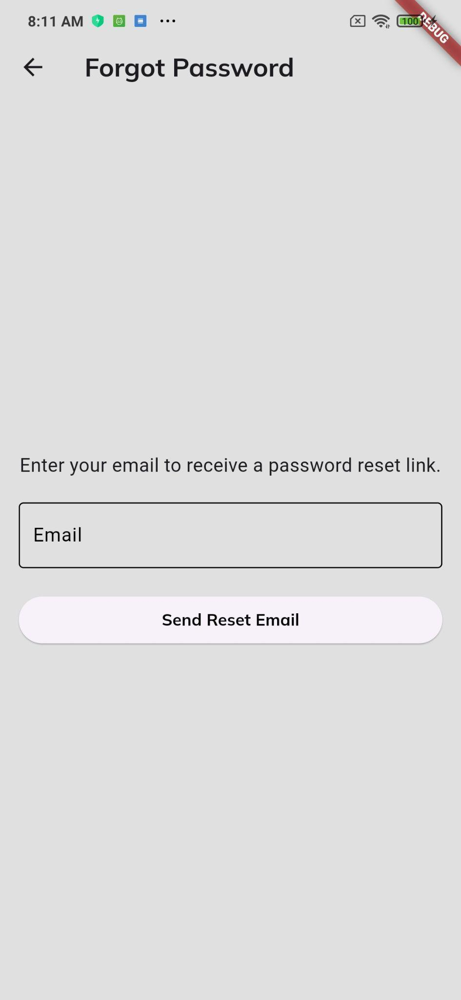 8:11 AM
100
DEBUG
Forgot Password
Enter your email to receive a password reset link.
Email
Send Reset Email